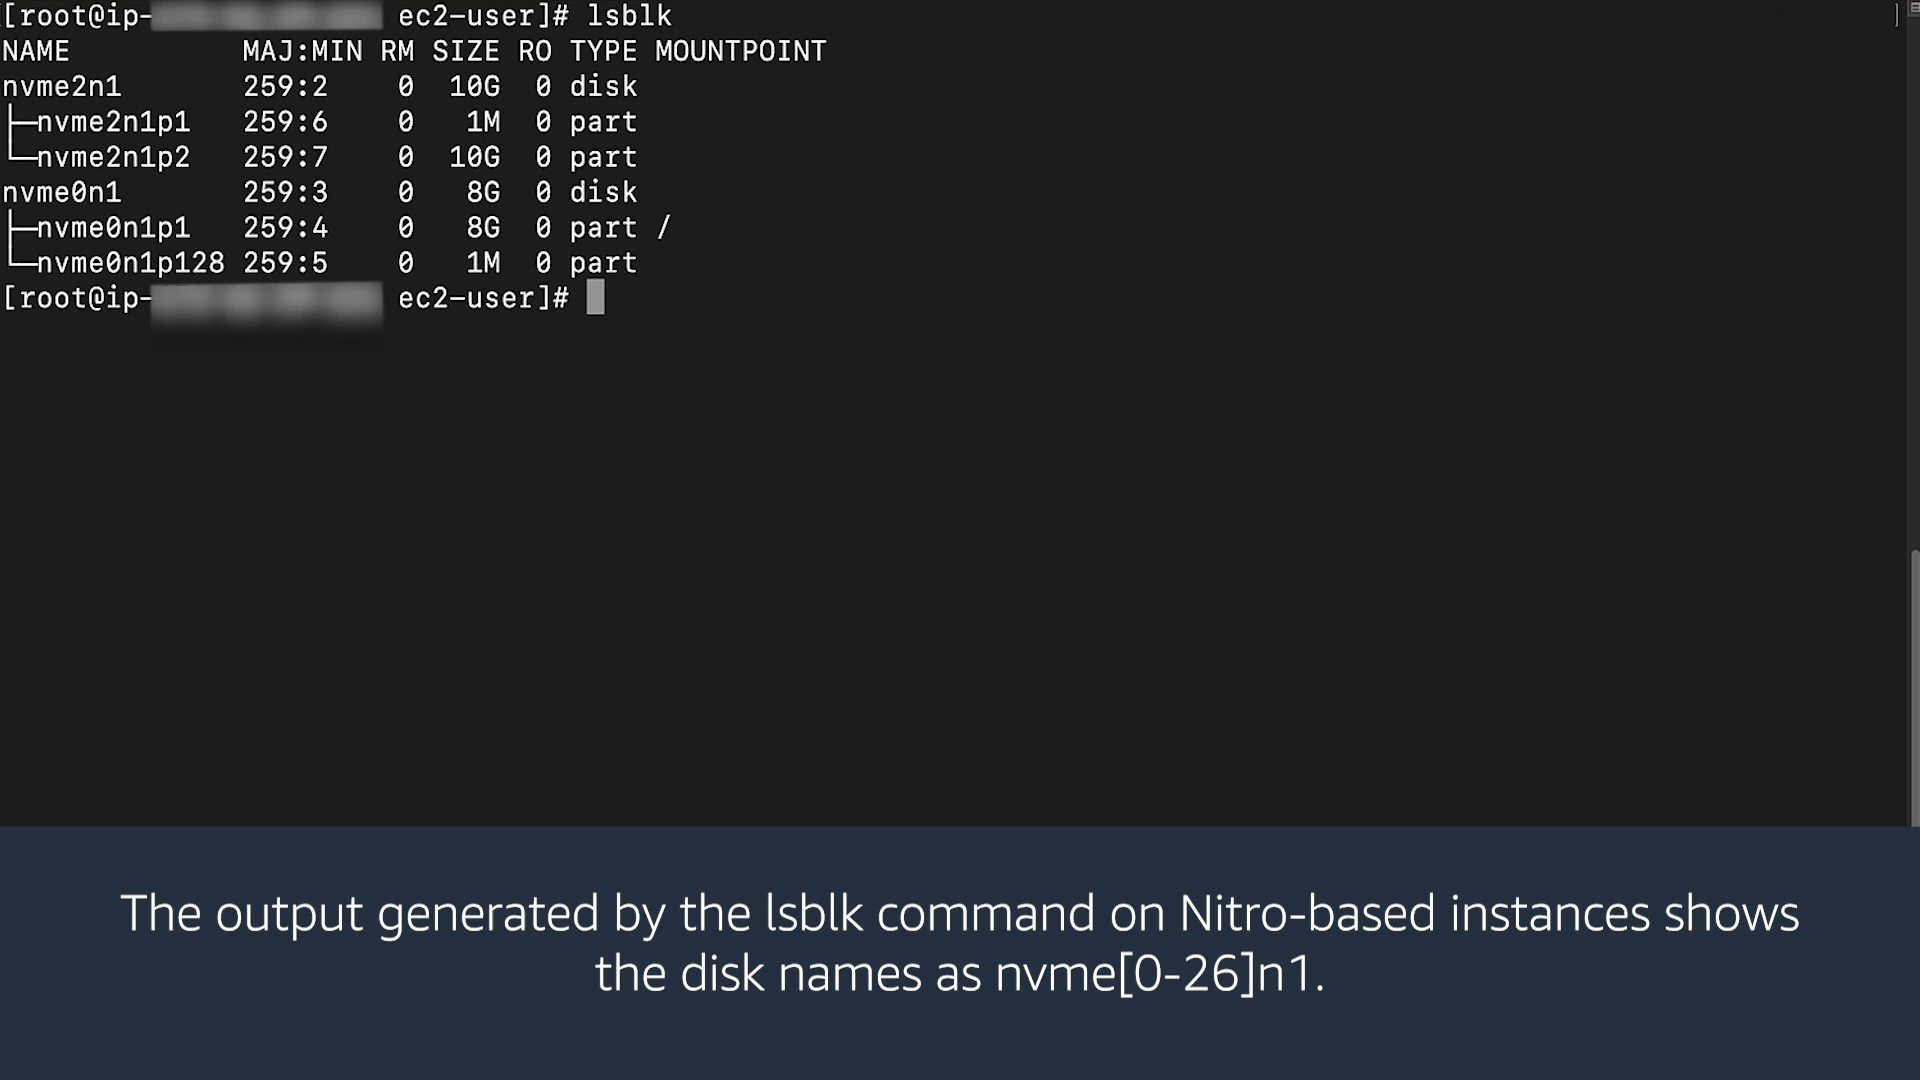 [root@ip- ec2-user]# lsblk ]
NAME MAJ:MIN RM SIZE RO TYPE MOUNTPOINT
nvme2n1 259:2 0 10G 0 disk
├─nvme2n1p1 259:6 0 1M 0 part
└─nvme2n1p2 259:7 0 10G 0 part
nvme0n1 259:3 0 8G 0 disk
├─nvme0n1p1 259:4 0 8G 0 part /
└─nvme0n1p128 259:5 0 1M 0 part
[root@ip- ec2-user]#
The output generated by the lsblk command on Nitro-based instances shows
the disk names as nvme[0-26]n1.